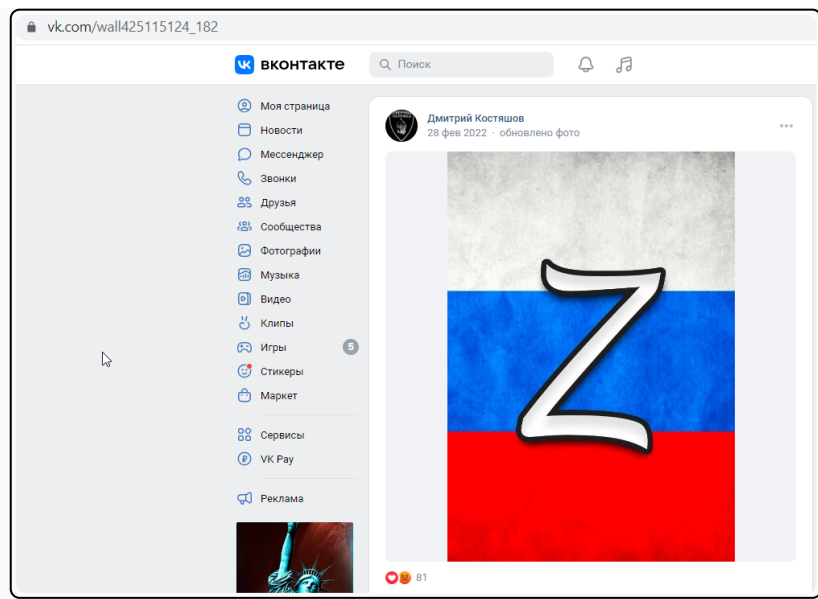 vk.com/wall425115124_182
вконтакте
Поиск
Моя страница
Новости
Мессенджер
Звонки
Друзья
Сообщества
Фотографии
Музыка
Видео
Клипы
Игры 5
Стикеры
Маркет
Сервисы
VK Pay
Реклама
Дмитрий Костяшов
28 фев 2022 · обновлено фото
Z
81